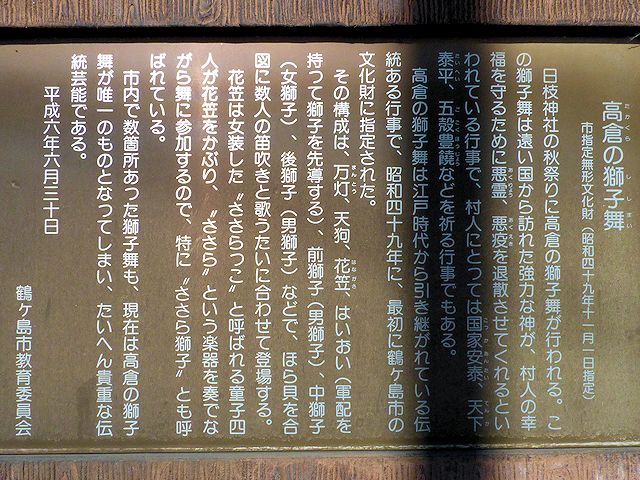 高倉の獅子舞
たかくら ししまい
市指定無形文化財（昭和四十九年十一月一日指定）
日枝神社の秋祭りに高倉の獅子舞が行われる。こ
の獅子舞は遠い国から訪れた強力な神が、村人の幸
福を守るために悪霊、悪疫を退散させてくれるとい
われている行事で、村人にとつては国家安泰、天下
泰平、五穀豊饒などを祈る行事でもある。
高倉の獅子舞は江戸時代から引き継がれている伝
統ある行事で、昭和四十九年に、最初に鶴ヶ島市の
文化財に指定された。
その構成は、万灯、天狗、花笠、はいおい（軍配を
持つて獅子を先導する）、前獅子（男獅子）、中獅子
（女獅子）、後獅子（男獅子）などで、ほら貝を合
図に数人の笛吹きと歌うたいに合わせて登場する。
花笠は女装した〝ささらつこ〟と呼ばれる童子四
人が花笠をかぶり、〝ささら〟という楽器を奏でな
がら舞に参加するので、特に〝ささら獅子〟とも呼
ばれている。
市内で数箇所あった獅子舞も、現在は高倉の獅子
舞が唯一のものとなつてしまい、たいへん貴重な伝
統芸能である。
平成六年六月三十日
鶴ヶ島市教育委員会